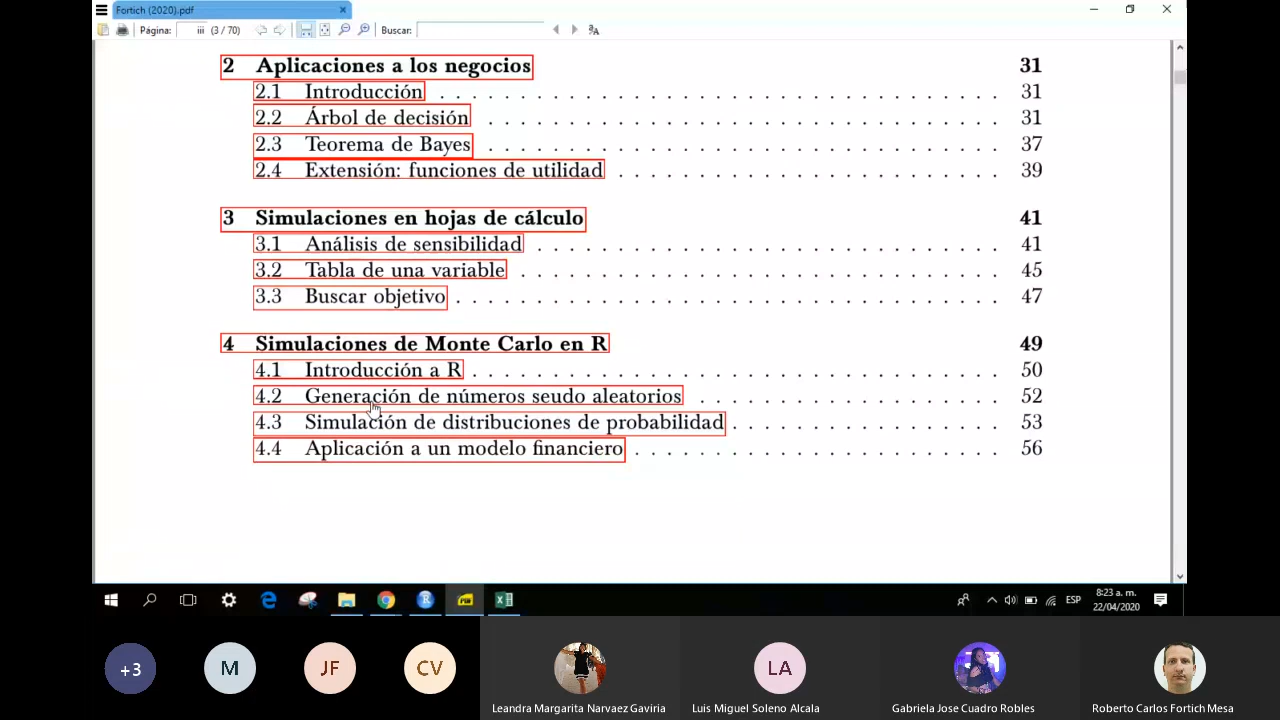 Fortich (2020).pdf
Página: iii (3 / 70) Buscar:
2 Aplicaciones a los negocios 31
2.1 Introducción . . . . . . . . . . . . . . . . . . . . . . . . . . . . . . . . . . 31
2.2 Árbol de decisión . . . . . . . . . . . . . . . . . . . . . . . . . . . . . . . 31
2.3 Teorema de Bayes . . . . . . . . . . . . . . . . . . . . . . . . . . . . . . . 37
2.4 Extensión: funciones de utilidad . . . . . . . . . . . . . . . . . . . . . . . 39
3 Simulaciones en hojas de cálculo 41
3.1 Análisis de sensibilidad . . . . . . . . . . . . . . . . . . . . . . . . . . . . 41
3.2 Tabla de una variable . . . . . . . . . . . . . . . . . . . . . . . . . . . . . 45
3.3 Buscar objetivo . . . . . . . . . . . . . . . . . . . . . . . . . . . . . . . . . 47
4 Simulaciones de Monte Carlo en R 49
4.1 Introducción a R . . . . . . . . . . . . . . . . . . . . . . . . . . . . . . . . 50
4.2 Generación de números seudo aleatorios . . . . . . . . . . . . . . . . . . 52
4.3 Simulación de distribuciones de probabilidad . . . . . . . . . . . . . . . . 53
4.4 Aplicación a un modelo financiero . . . . . . . . . . . . . . . . . . . . . . 56
ESP
8:23 a. m.
22/04/2020
+3 M JF CV LA
Leandra Margarita Narvaez Gaviria Luis Miguel Soleno Alcala Gabriela Jose Cuadro Robles Roberto Carlos Fortich Mesa